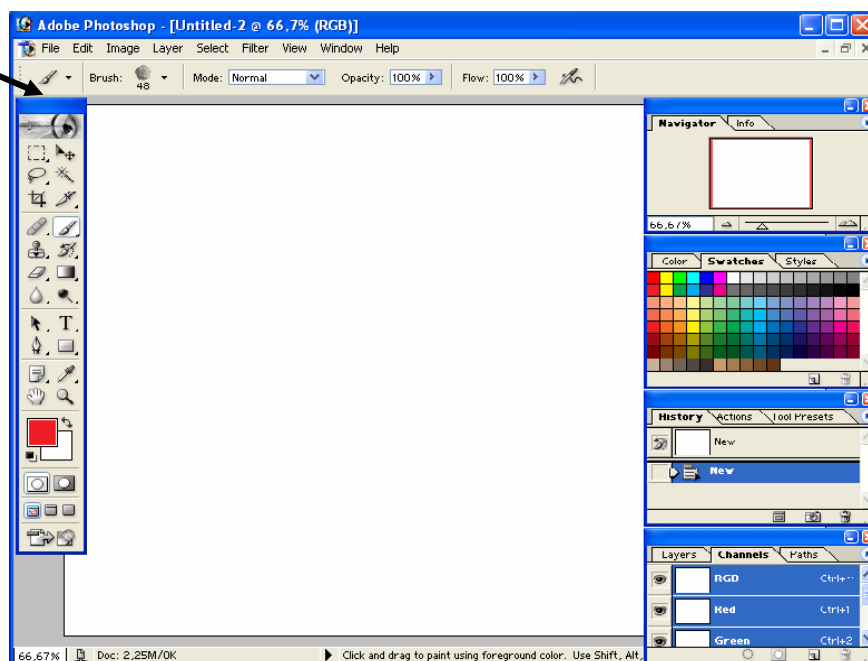 Adobe Photoshop - [Untitled-2 @ 66,7% (RGB)]
File Edit Image Layer Select Filter View Window Help
Brush: 48 Mode: Normal Opacity: 100% Flow: 100%
Navigator Info
66,67%
Color Swatches Styles
T
History Actions Tool Presets
New
New
Layers Channels Paths
RGB Ctrl+~
Red Ctrl+1
Green Ctrl+2
66,67% Doc: 2,25M/0K Click and drag to paint using foreground color. Use Shift, Alt,